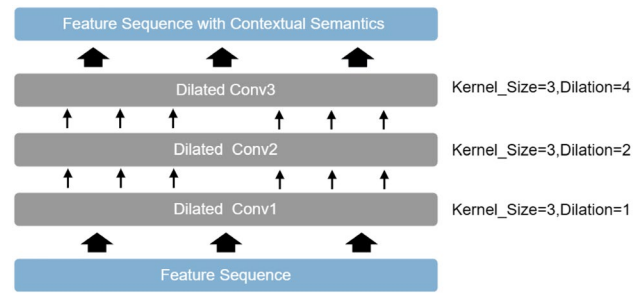 Feature Sequence with Contextual Semantics
Dilated Conv3
Kernel_Size=3,Dilation=4
Dilated Conv2
Kernel_Size=3,Dilation=2
Dilated Conv1
Kernel_Size=3,Dilation=1
Feature Sequence